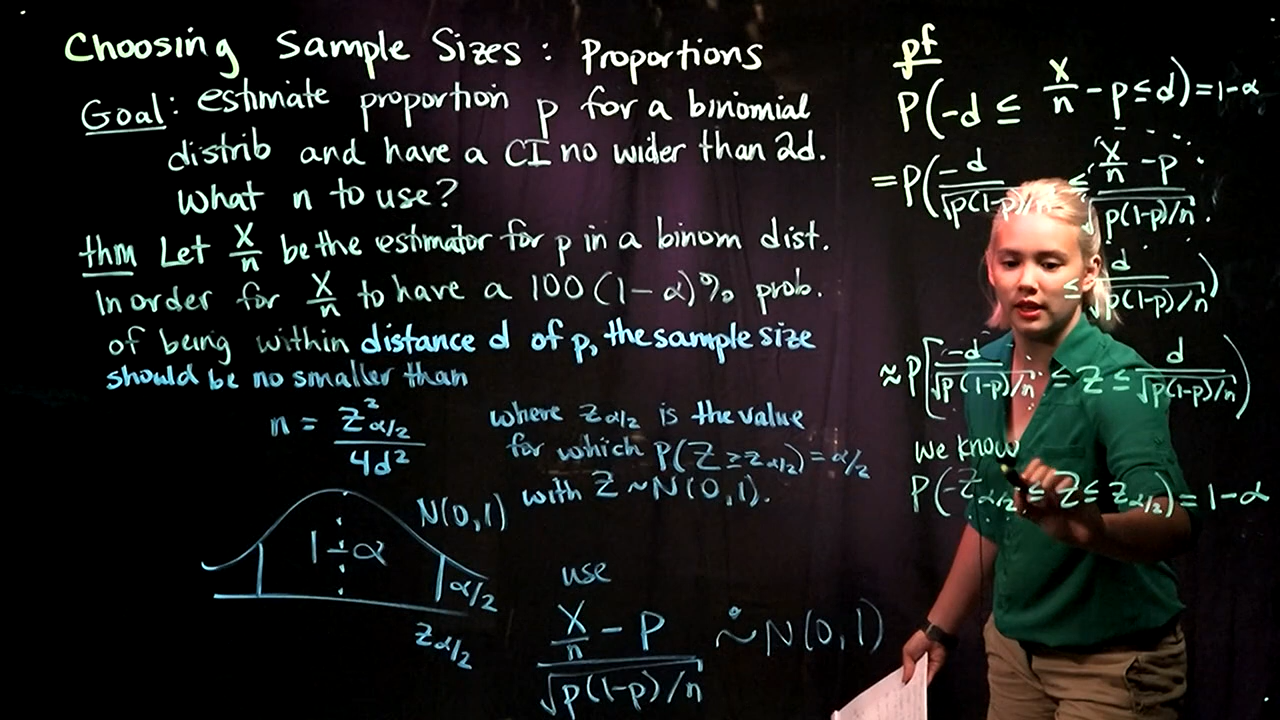 Choosing Sample Sizes: Proportions
Goal: estimate proportion p for a binomial
distrib and have a CI no wider than 2d.
What n to use?
thm Let X/n be the estimator for p in a binom dist.
In order for X/n to have a 100(1-α)% prob.
of being within distance d of p, the sample size
should be no smaller than
n = z²α/2 / 4d²
where zα/2 is the value
for which P(Z≥zα/2)=α/2
with Z~N(0,1).
N(0,1)
1-α
α/2
zα/2
use
(X/n - p) / √p(1-p)/n ~ N(0,1)
pf
P(-d ≤ X/n - p ≤ d) = 1-α
= P(-d / √p(1-p)/n ≤ (X/n - p) / √p(1-p)/n
≤ d / √p(1-p)/n)
≈ P[-d / √p(1-p)/n ≤ Z ≤ d / √p(1-p)/n)
we know
P(-zα/2 ≤ Z ≤ zα/2) = 1-α